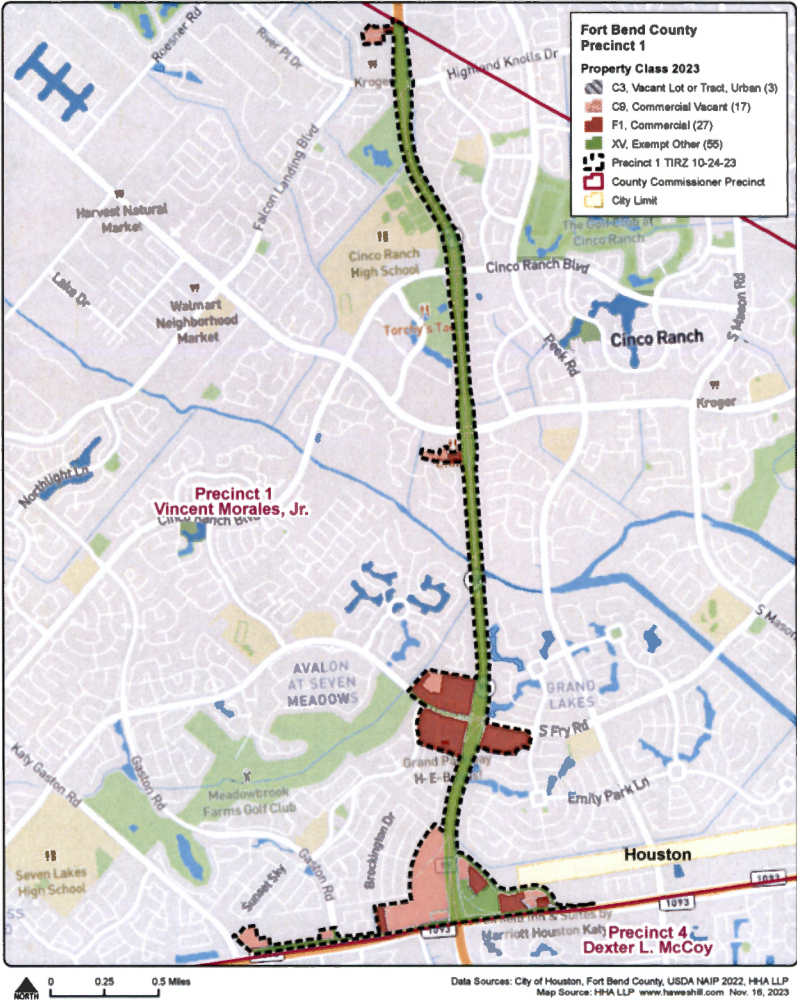 Fort Bend County
Precinct 1
Property Class 2023
C3, Vacant Lot or Tract, Urban (3)
C9, Commercial Vacant (17)
F1, Commercial (27)
XV, Exempt Other (55)
Precinct 1 TIRZ 10-24-23
County Commissioner Precinct
City Limit
Roesner Rd
River Pl Dr
Kroger
Highland Knolls Dr
Falcon Landing Blvd
Harvest Natural
Market
The Golf Club at
Cinco Ranch
Cinco Ranch
High School
Cinco Ranch Blvd
Lake Dr
Walmart
Neighborhood
Market
Torchy's
S Mason Rd
Peek Rd
Cinco Ranch
Kroger
Northlight Ln
Precinct 1
Vincent Morales, Jr.
Cinco Ranch Blvd
S Mason
AVALON
AT SEVEN
MEADOWS
GRAND
LAKES
S Fry Rd
Grand
H-E-B
Katy Gaston Rd
Gaston Rd
Meadowbrook
Farms Golf Club
Emily Park Ln
Brockington Dr
Houston
Seven Lakes
High School
Sunset Sky
Gaston Rd
1093
1093
1093
Inn & Suites by
Marriott Houston Katy
Precinct 4
Dexter L. McCoy
NORTH
0 0.25 0.5 Miles
Data Sources: City of Houston, Fort Bend County, USDA NAIP 2022, HHA LLP
Map Source: HHA LLP www.haweshill.com Nov. 16, 2023